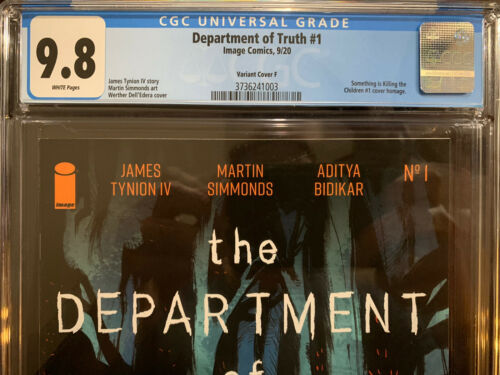 CGC UNIVERSAL GRADE
9.8
WHITE Pages
Department of Truth #1
Image Comics, 9/20
Variant Cover F
3736241003
James Tynion IV story
Martin Simmonds art
Werther Dell'Edera cover
Something is Killing the
Children #1 cover homage.
CGC
image
JAMES
TYNION IV
MARTIN
SIMMONDS
ADITYA
BIDIKAR
Nº 1
the
DEPARTMENT
of